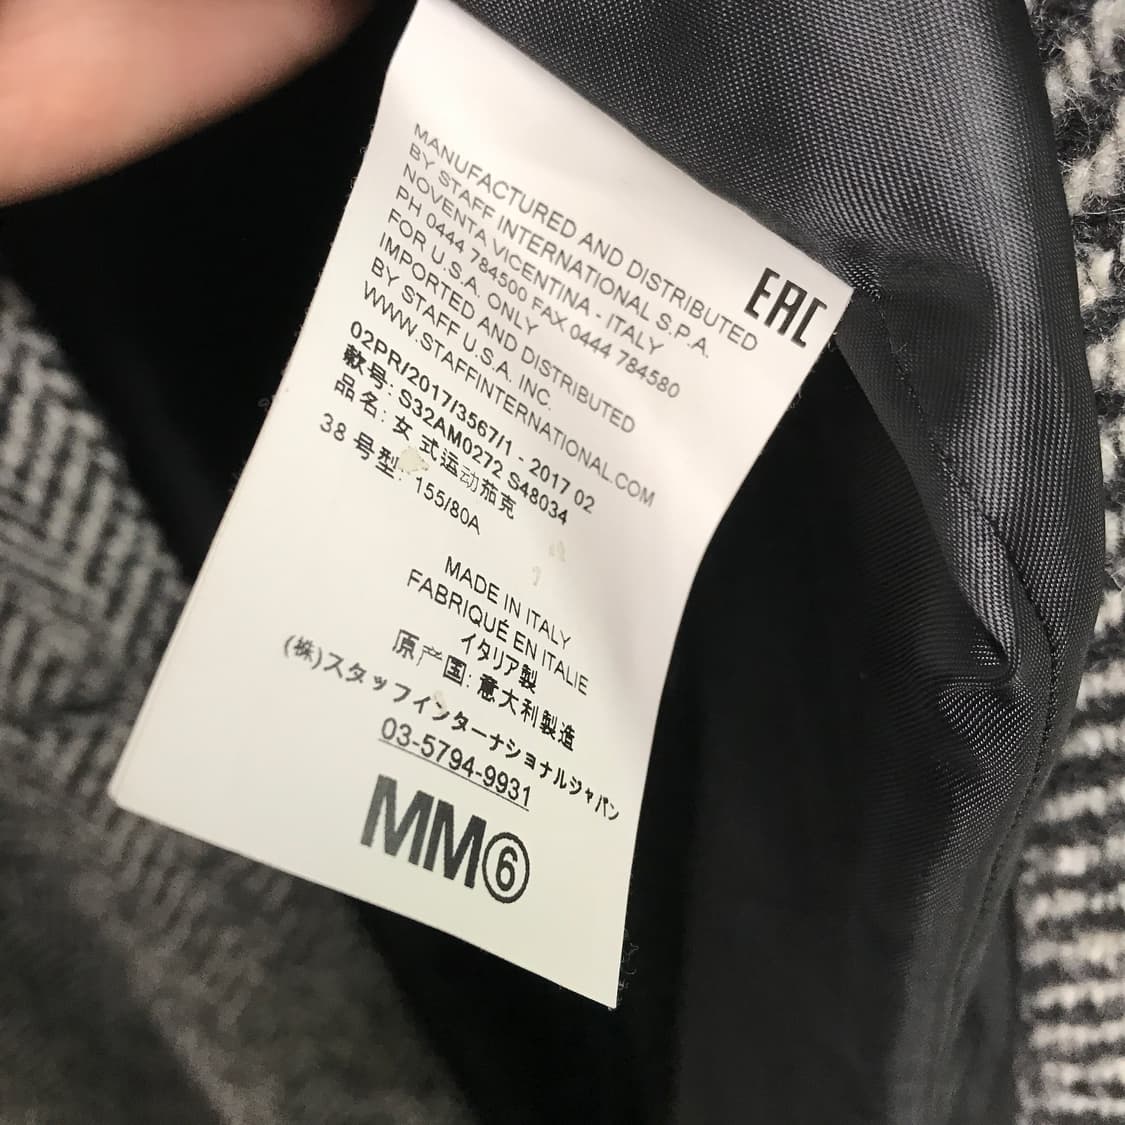 EAC
MANUFACTURED AND DISTRIBUTED
BY STAFF INTERNATIONAL S.P.A.
NOVENTA VICENTINA - ITALY
PH 0444 784500 FAX 0444 784580
FOR U.S.A. ONLY
IMPORTED AND DISTRIBUTED
BY STAFF U.S.A. INC.
WWW.STAFFINTERNATIONAL.COM
02PR/2017/3567/1 - 2017 02
款号: S32AM0272 S48034
品名: 女 式运动茄克
38 号型: 155/80A
MADE IN ITALY
FABRIQUÉ EN ITALIE
イタリア製
原产国: 意大利製造
(株)スタッフインターナショナルジャパン
03-5794-9931
MM⑥